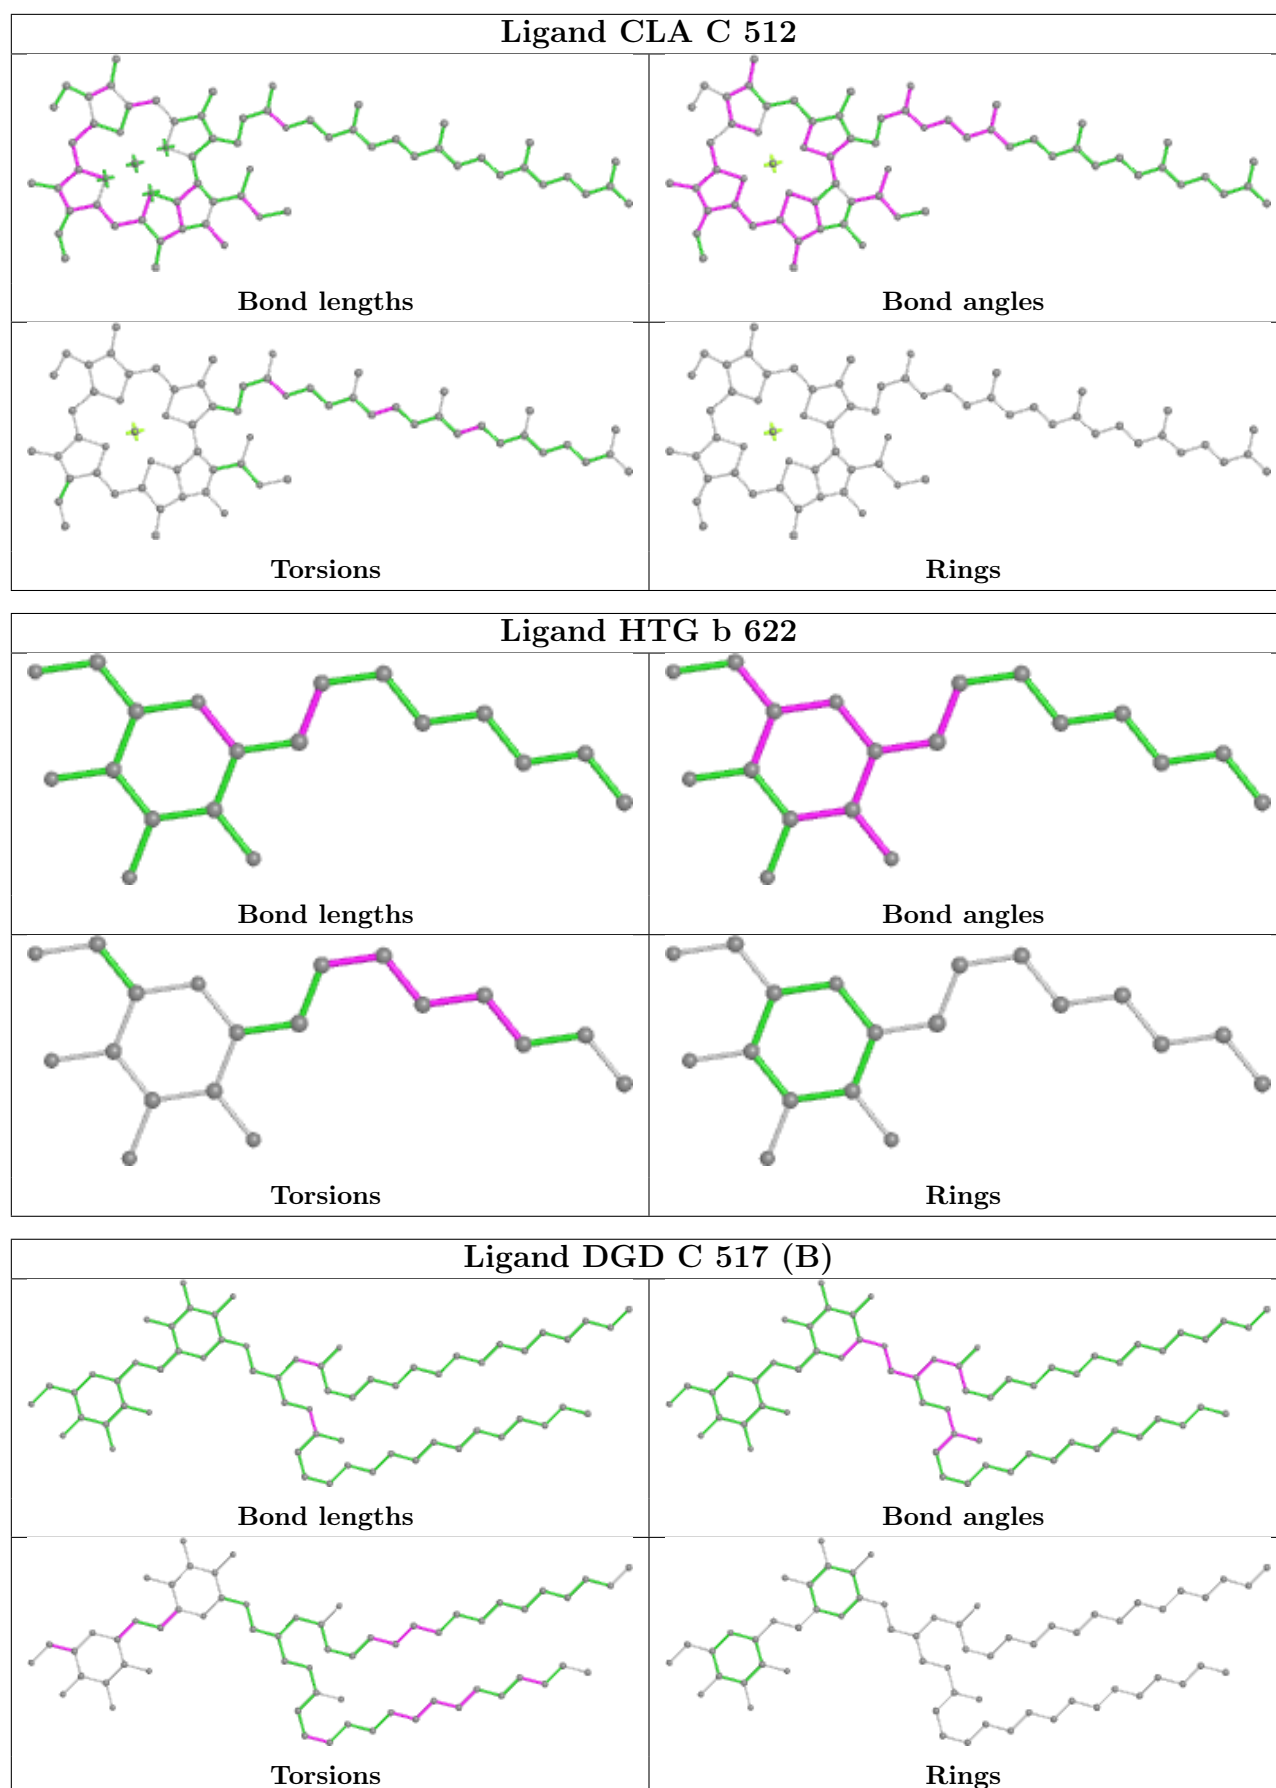 Ligand CLA C 512
Bond lengths
Bond angles
Torsions
Rings
Ligand HTG b 622
Bond lengths
Bond angles
Torsions
Rings
Ligand DGD C 517 (B)
Bond lengths
Bond angles
Torsions
Rings